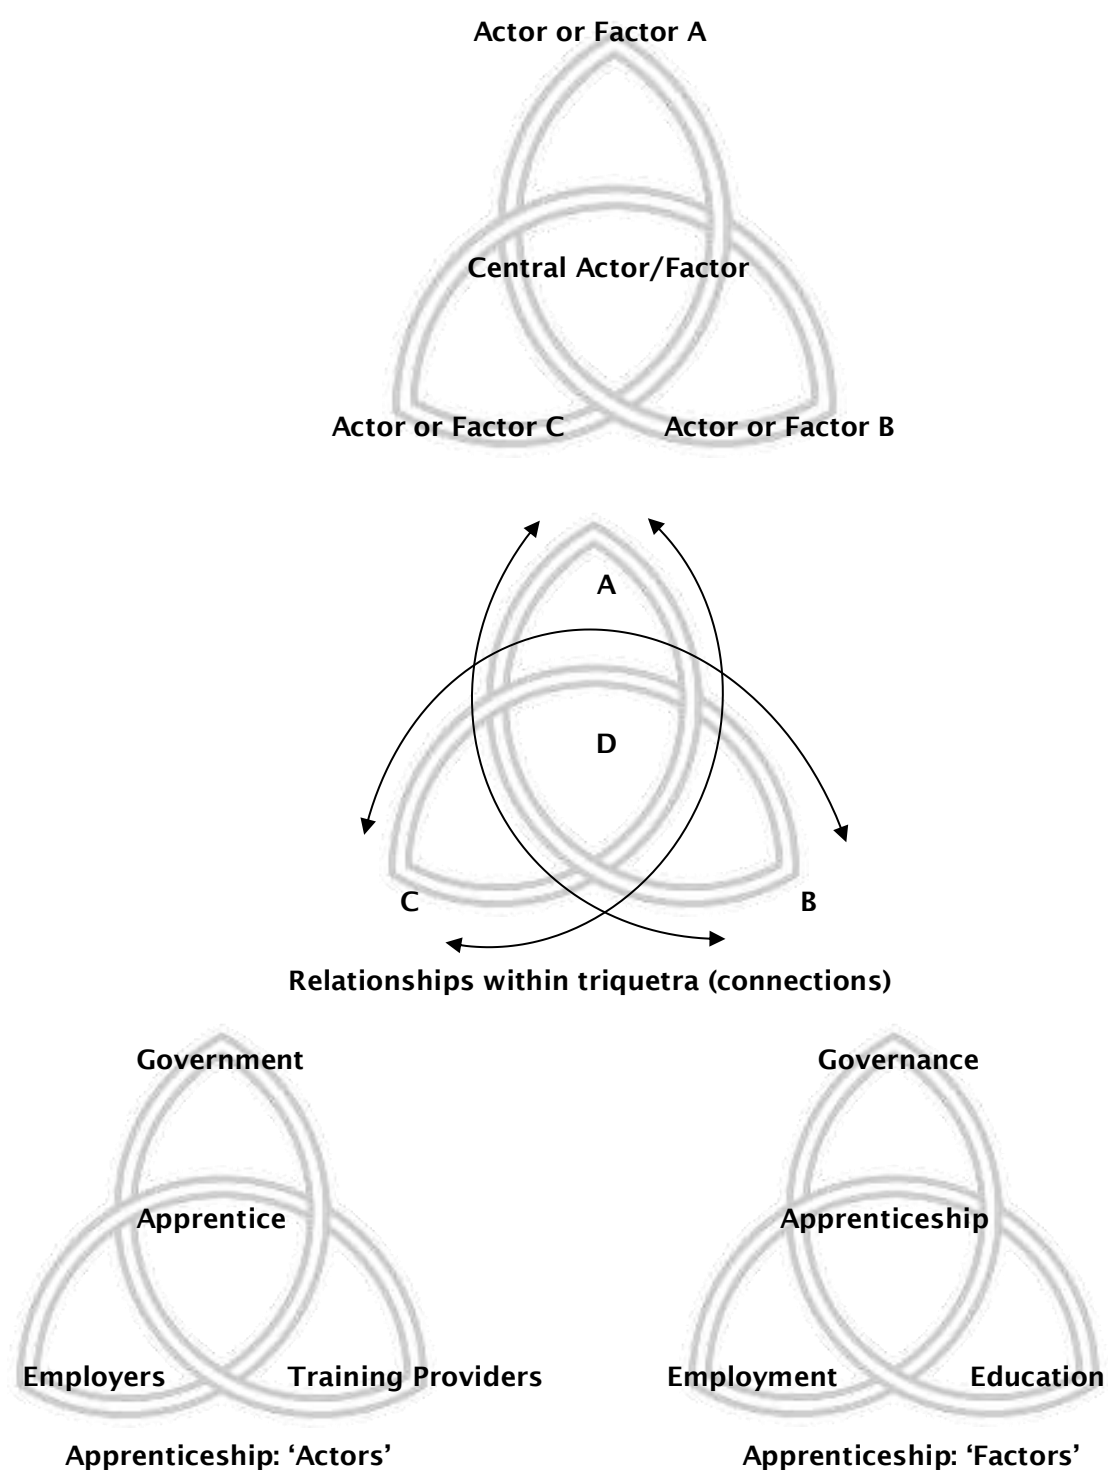 Actor or Factor A
Central Actor/Factor
Actor or Factor C
Actor or Factor B
A
D
C
B
Relationships within triquetra (connections)
Government
Governance
Apprentice
Apprenticeship
Employers
Training Providers
Employment
Education
Apprenticeship: ‘Actors’
Apprenticeship: ‘Factors’